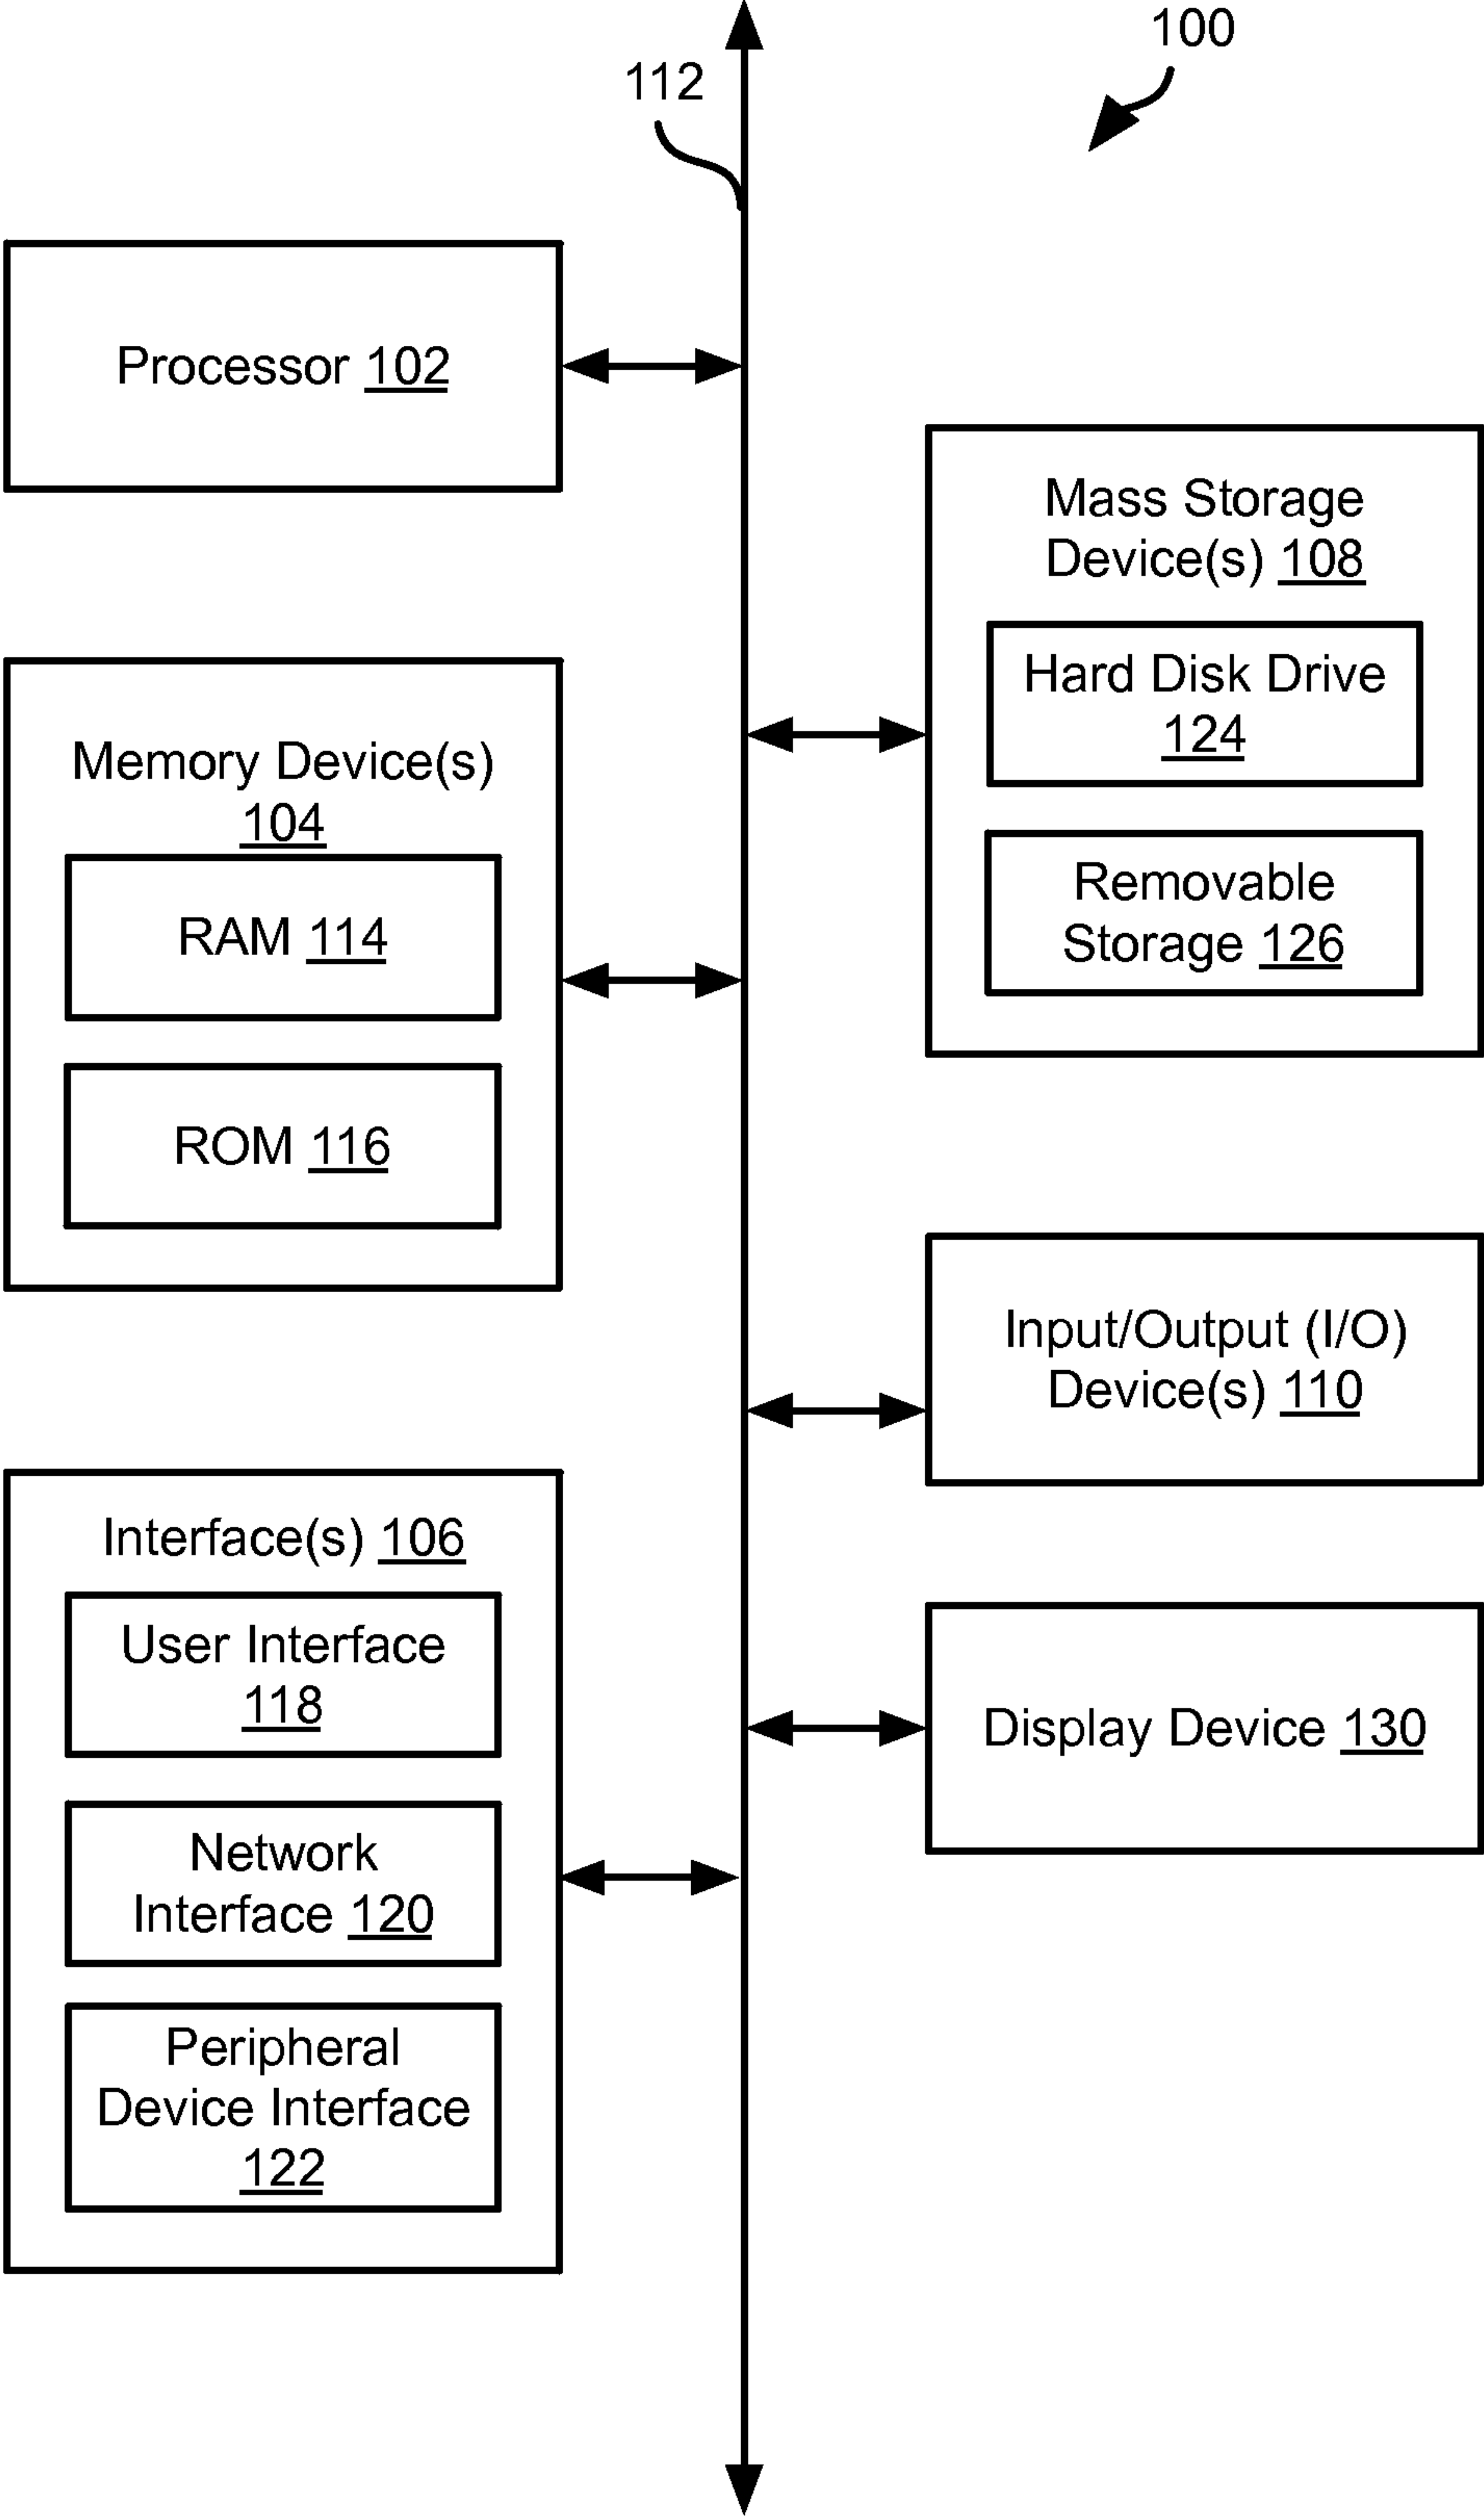 100
112
Processor 102
Mass Storage
Device(s) 108
Hard Disk Drive
124
Removable
Storage 126
Memory Device(s)
104
RAM 114
ROM 116
Input/Output (I/O)
Device(s) 110
Interface(s) 106
User Interface
118
Network
Interface 120
Peripheral
Device Interface
122
Display Device 130